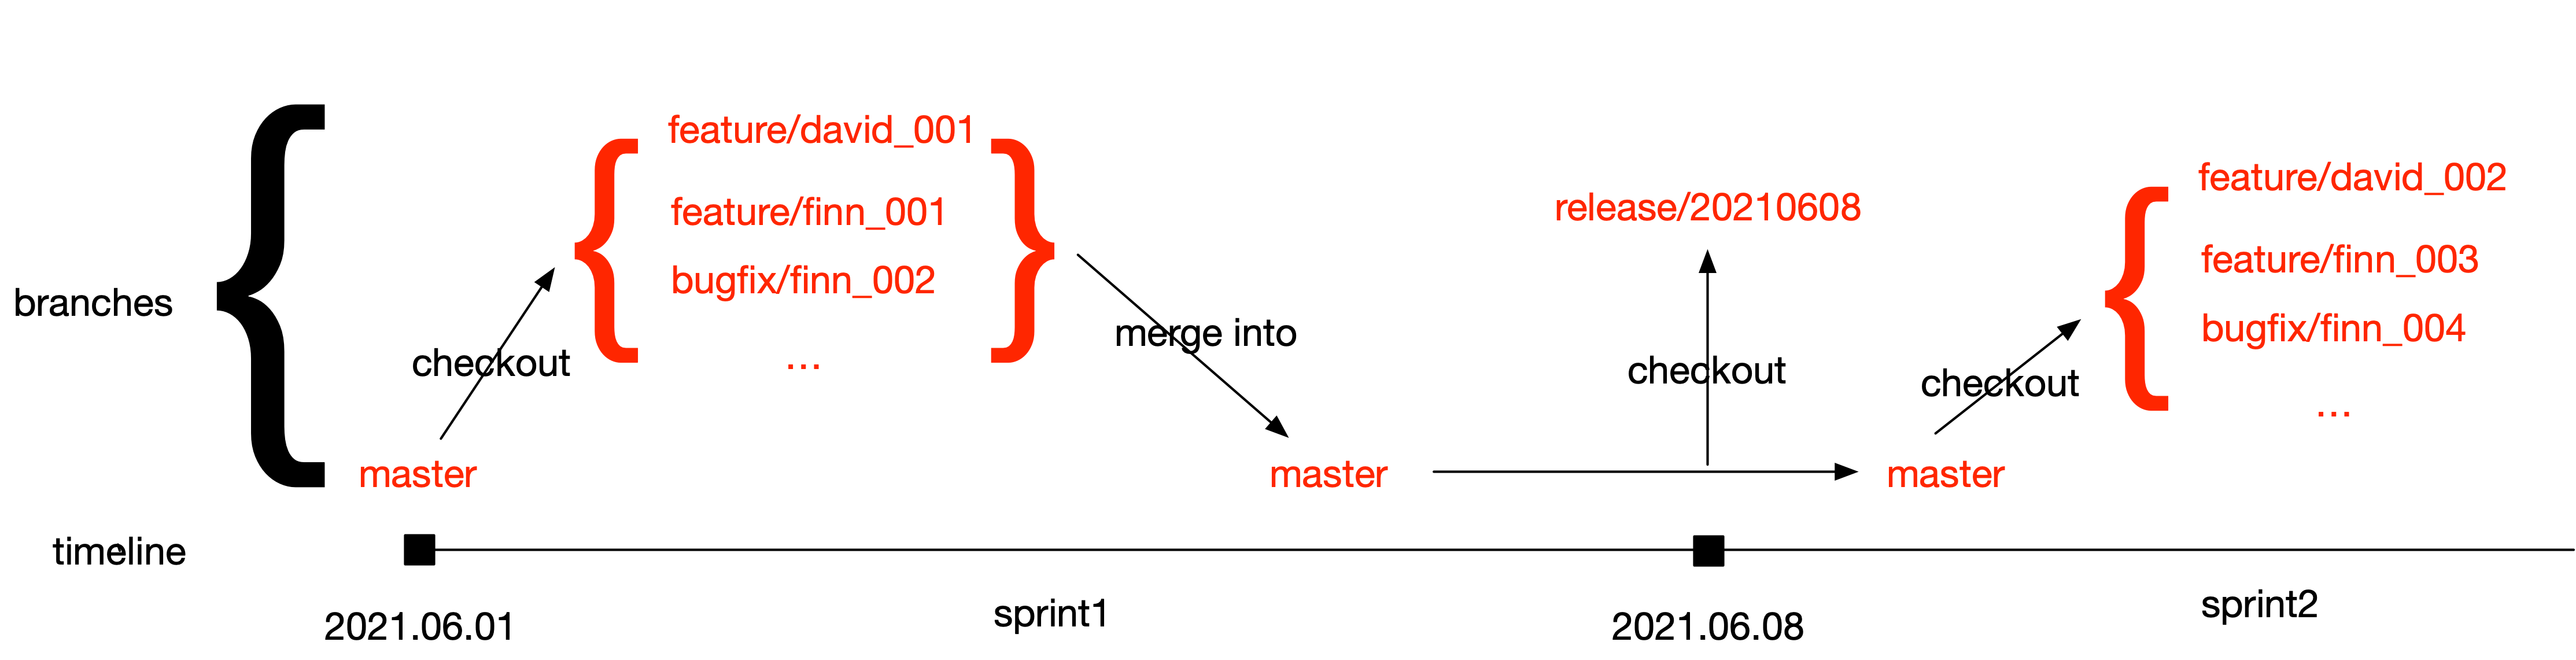 feature/david_001
feature/finn_001
bugfix/finn_002
...
release/20210608
feature/david_002
feature/finn_003
bugfix/finn_004
...
branches
checkout
merge into
checkout
checkout
master
master
master
timeline
2021.06.01
sprint1
2021.06.08
sprint2